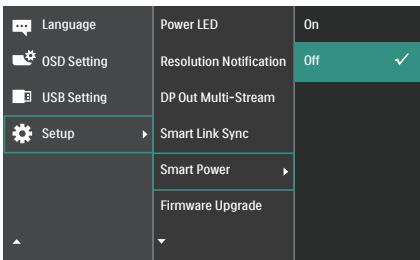 Language
OSD Setting
USB Setting
Setup
Power LED
Resolution Notification
DP Out Multi-Stream
Smart Link Sync
Smart Power
Firmware Upgrade
On
Off